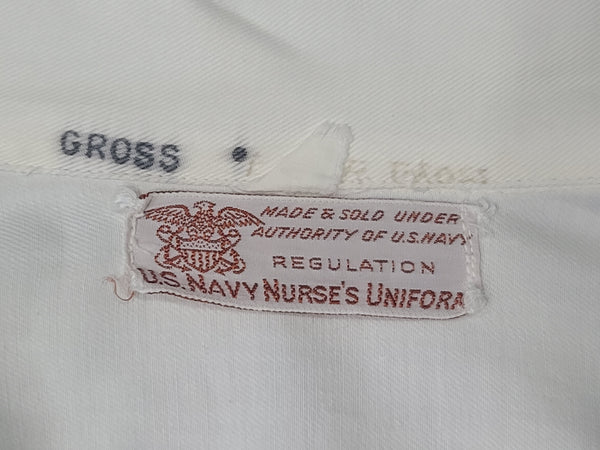 GROSS •
MADE & SOLD UNDER
AUTHORITY OF U.S. NAVY
REGULATION
U.S. NAVY NURSE'S UNIFORM